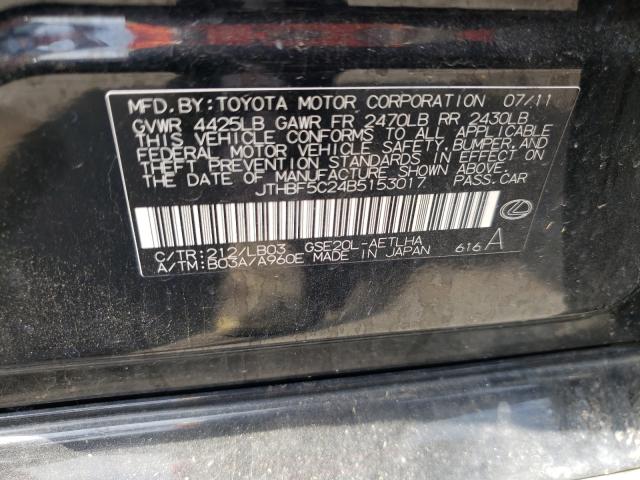 MFD. BY: TOYOTA MOTOR CORPORATION 07/11
GVWR 4425LB GAWR FR 2470LB RR 2430LB
THIS VEHICLE CONFORMS TO ALL APPLICABLE
FEDERAL MOTOR VEHICLE SAFETY, BUMPER, AND
THEFT PREVENTION STANDARDS IN EFFECT ON
THE DATE OF MANUFACTURE SHOWN ABOVE.
JTHBF5C24B5153017 PASS. CAR
C/TR: 212/LB03 GSE20L-AETLHA
A/TM: B03A/A960E MADE IN JAPAN 616 A